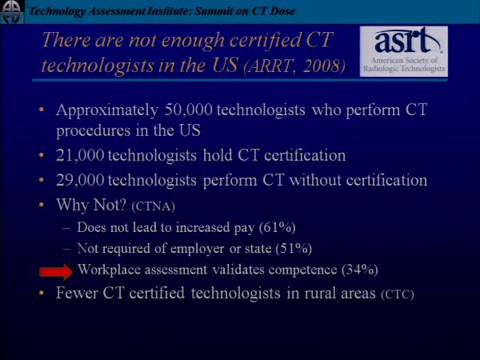 Technology Assessment Institute: Summit on CT Dose
There are not enough certified CT
technologists in the US (ARRT, 2008)
asrt
American Society of
Radiologic Technologists
• Approximately 50,000 technologists who perform CT
procedures in the US
• 21,000 technologists hold CT certification
• 29,000 technologists perform CT without certification
• Why Not? (CTNA)
– Does not lead to increased pay (61%)
– Not required of employer or state (51%)
– Workplace assessment validates competence (34%)
• Fewer CT certified technologists in rural areas (CTC)